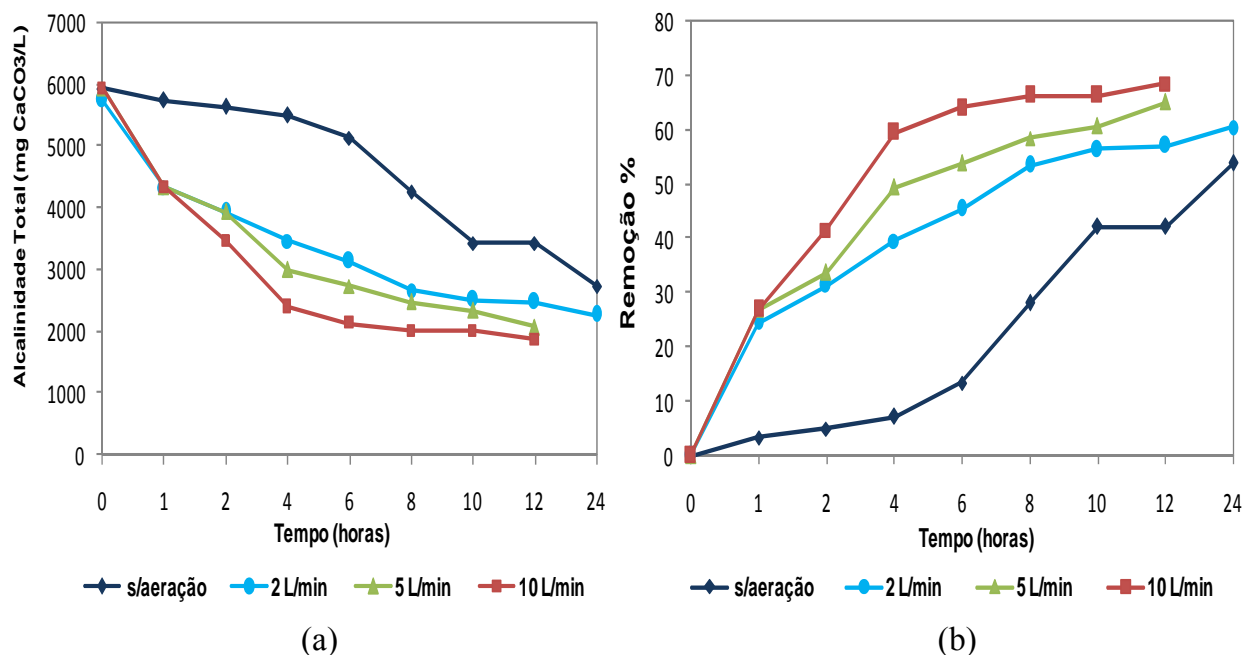 Alcalinidade Total (mg CaCO3/L)
7000
6000
5000
4000
3000
2000
1000
0
0 1 2 4 6 8 10 12 24
Tempo (horas)
s/aeração 2 L/min 5 L/min 10 L/min
(a)
Remoção %
80
70
60
50
40
30
20
10
0
0 1 2 4 6 8 10 12 24
Tempo (horas)
s/aeração 2 L/min 5 L/min 10 L/min
(b)